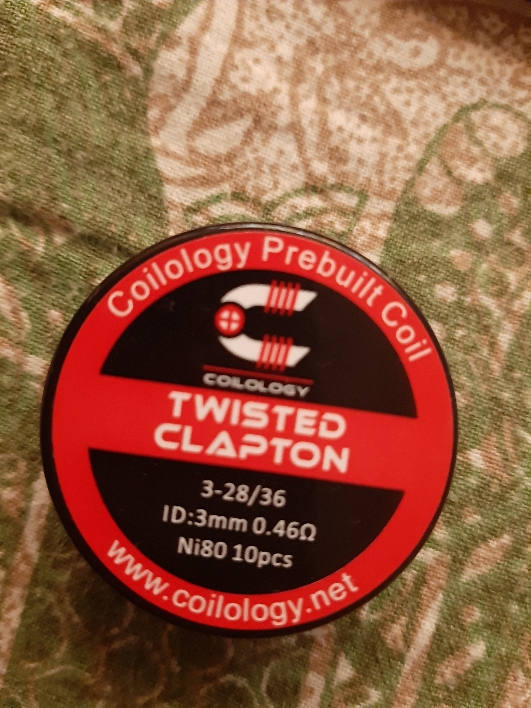 Coilology Prebuilt Coil
COILOLOGY
TWISTED
CLAPTON
3-28/36
ID:3mm 0.46Ω
Ni80 10pcs
www.coilology.net